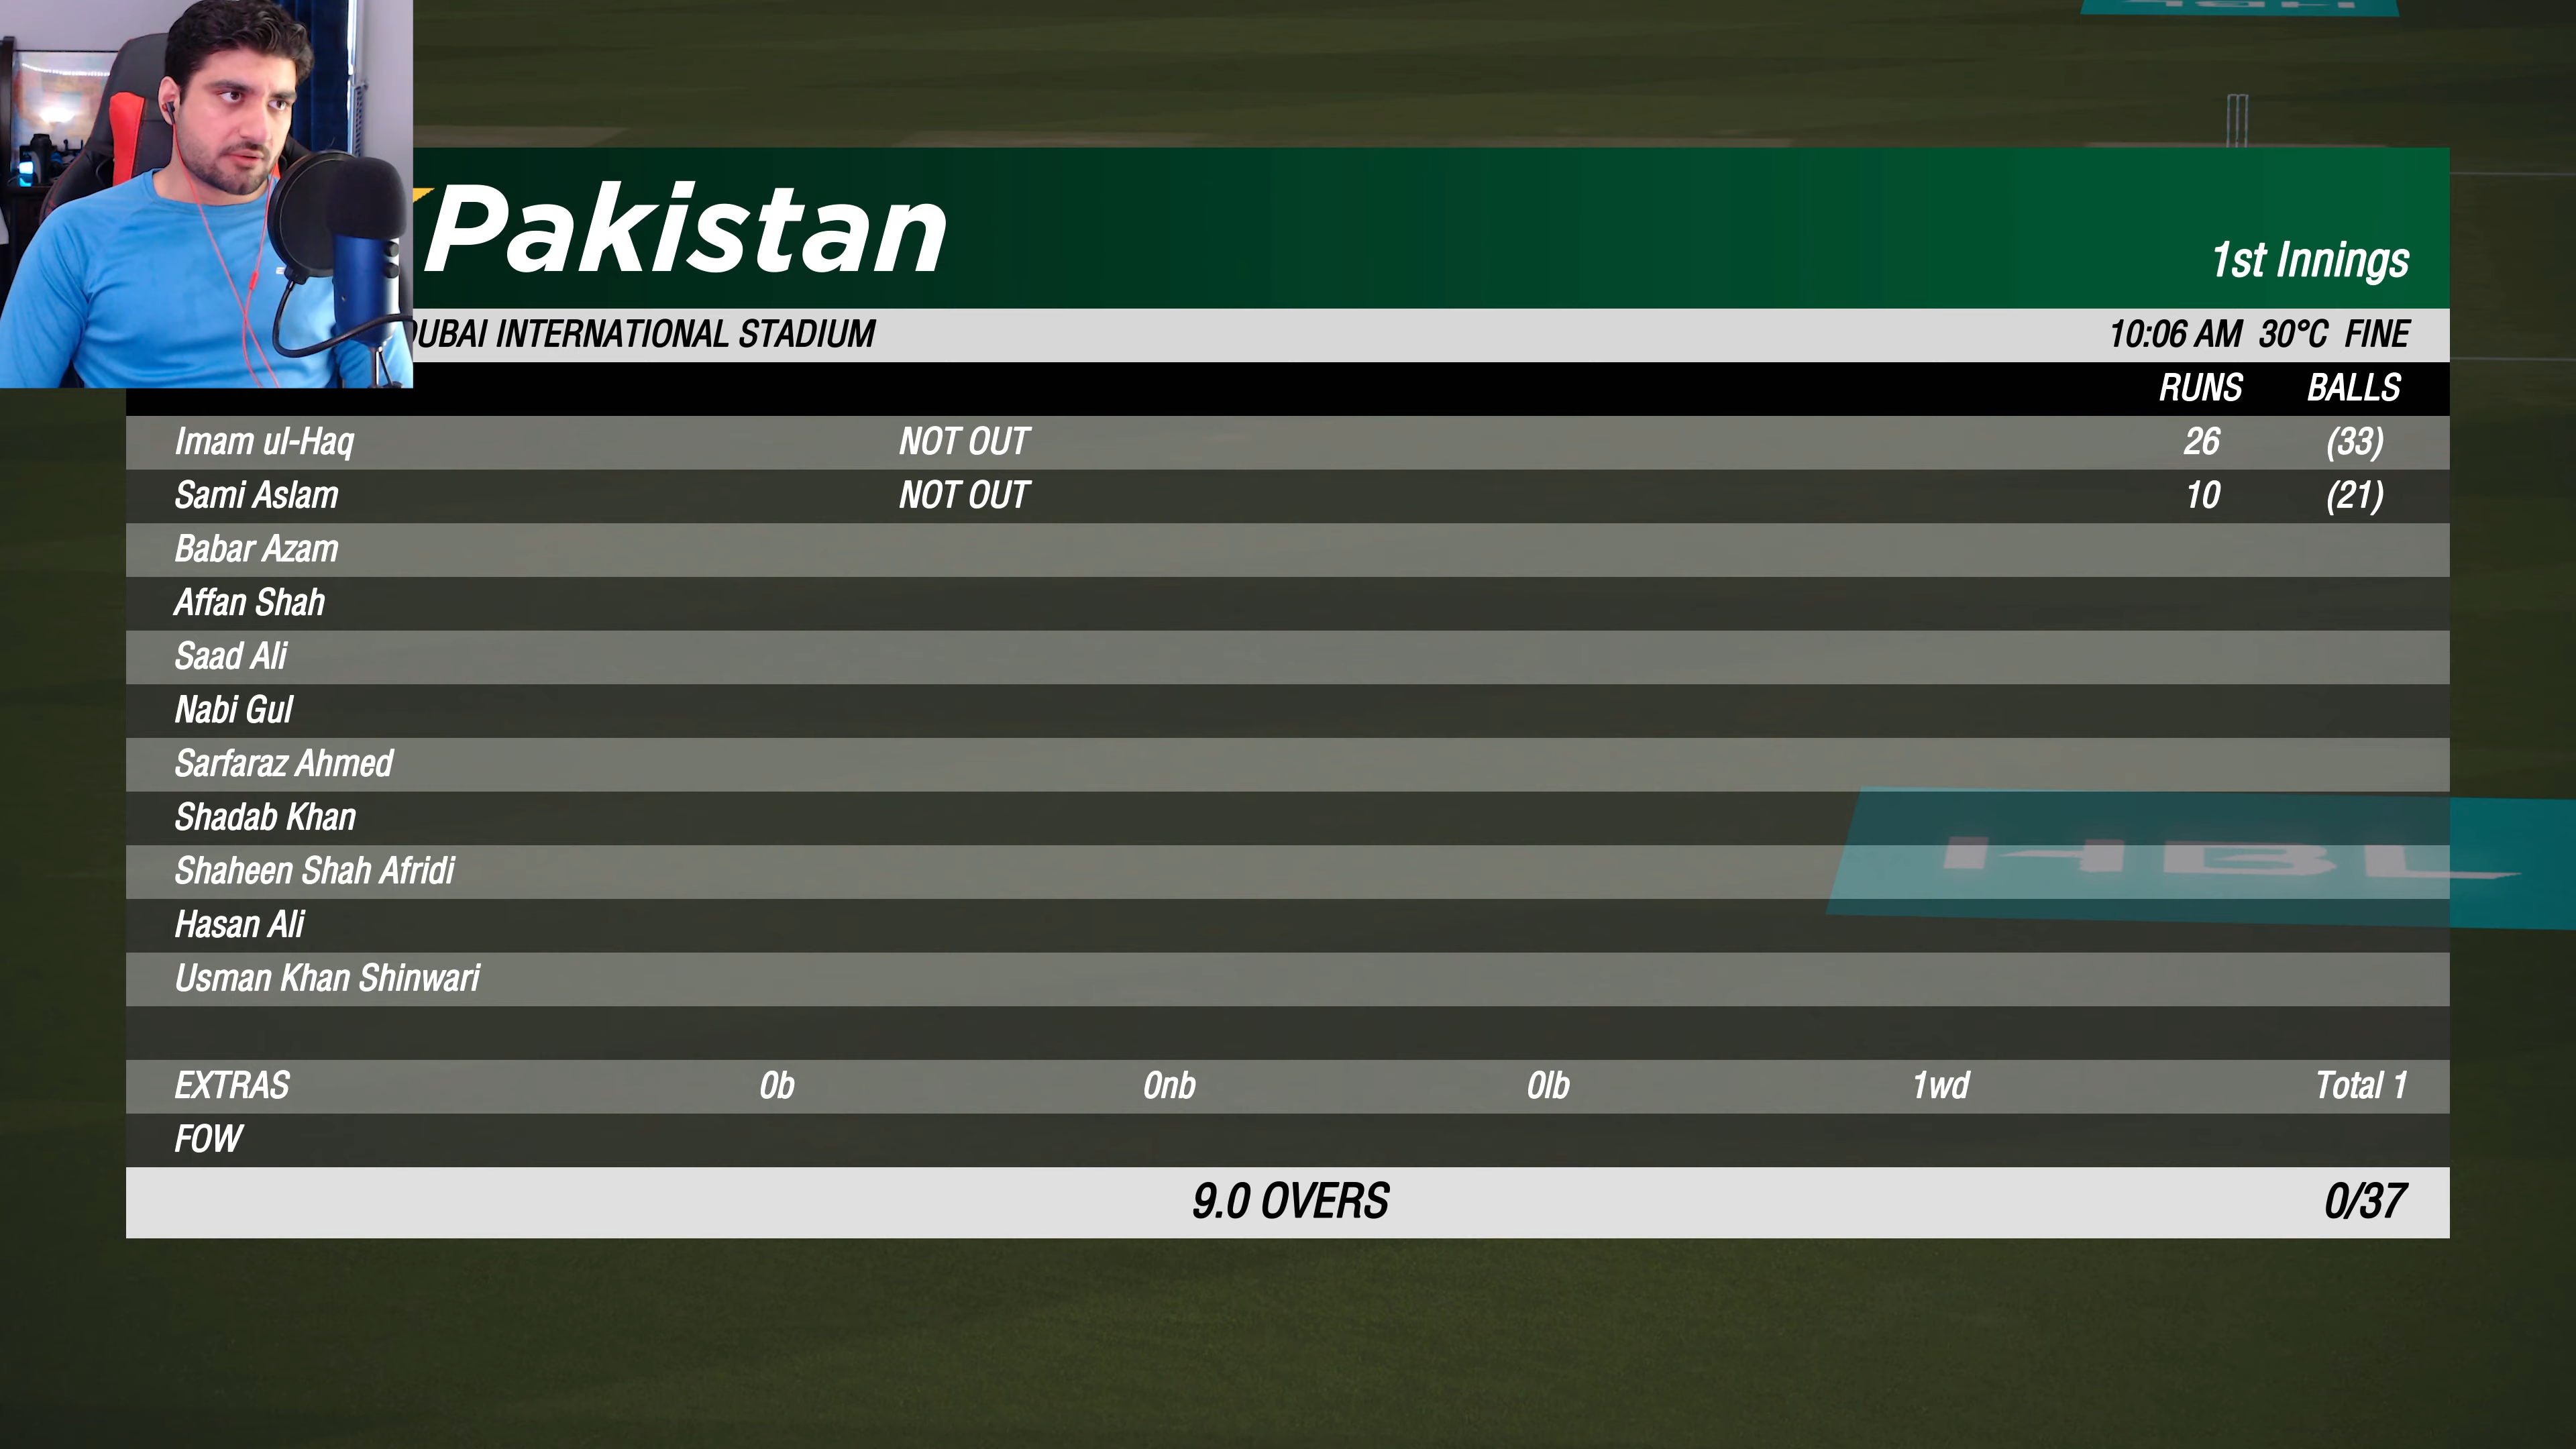 Pakistan
1st Innings
DUBAI INTERNATIONAL STADIUM 10:06 AM 30°C FINE
RUNS BALLS
Imam ul-Haq NOT OUT 26 (33)
Sami Aslam NOT OUT 10 (21)
Babar Azam
Affan Shah
Saad Ali
Nabi Gul
Sarfaraz Ahmed
Shadab Khan
Shaheen Shah Afridi
HBL
Hasan Ali
Usman Khan Shinwari
EXTRAS 0b 0nb 0lb 1wd Total 1
FOW
9.0 OVERS 0/37